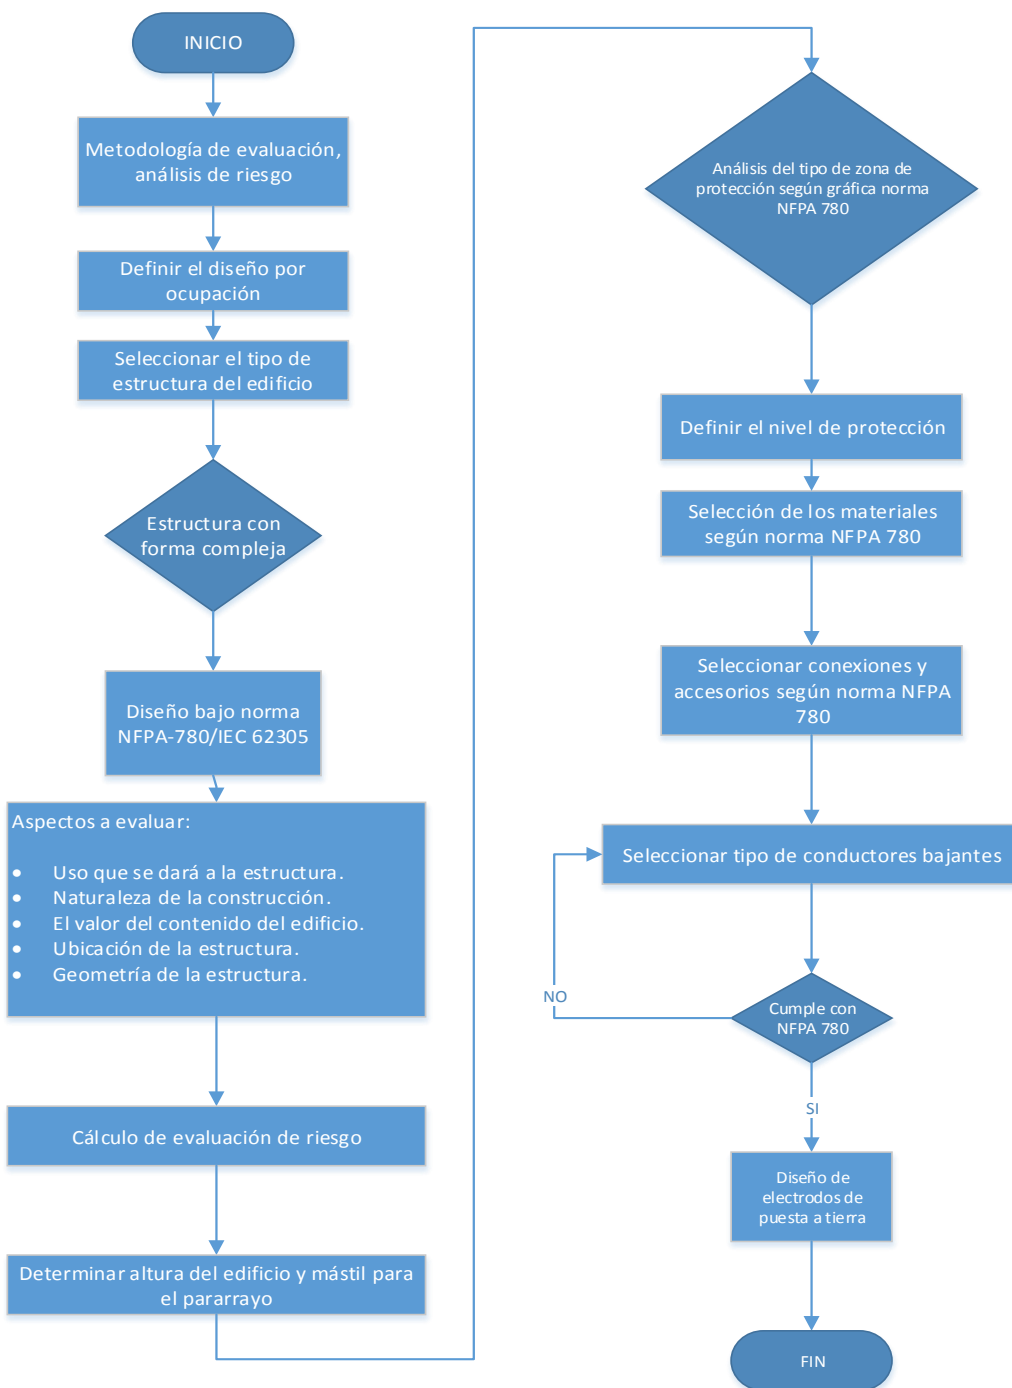 INICIO
Metodología de evaluación,
análisis de riesgo
Definir el diseño por
ocupación
Seleccionar el tipo de
estructura del edificio
Estructura con
forma compleja
Diseño bajo norma
NFPA-780/IEC 62305
Aspectos a evaluar:
• Uso que se dará a la estructura.
• Naturaleza de la construcción.
• El valor del contenido del edificio.
• Ubicación de la estructura.
• Geometría de la estructura.
Cálculo de evaluación de riesgo
Determinar altura del edificio y mástil para
el pararrayo
Análisis del tipo de zona de
protección según gráfica norma
NFPA 780
Definir el nivel de protección
Selección de los materiales
según norma NFPA 780
Seleccionar conexiones y
accesorios según norma NFPA
780
Seleccionar tipo de conductores bajantes
NO
Cumple con
NFPA 780
SI
Diseño de
electrodos de
puesta a tierra
FIN